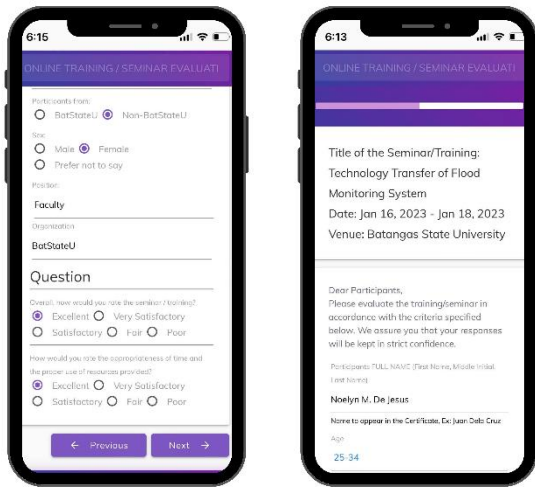 6:15
ONLINE TRAINING / SEMINAR EVALUATI
Participants from:
BatStateU Non-BatStateU
Sex:
Male Female
Prefer not to say
Position:
Faculty
Organization
BatStateU
Question
Overall, how would you rate the seminar / training?
Excellent Very Satisfactory
Satisfactory Fair Poor
How would you rate the appropriateness of time and
the proper use of resources provided?
Excellent Very Satisfactory
Satisfactory Fair Poor
← Previous Next →
6:13
ONLINE TRAINING / SEMINAR EVALUATI
Title of the Seminar/Training:
Technology Transfer of Flood
Monitoring System
Date: Jan 16, 2023 - Jan 18, 2023
Venue: Batangas State University
Dear Participants,
Please evaluate the training/seminar in
accordance with the criteria specified
below. We assure you that your responses
will be kept in strict confidence.
Participants FULL NAME (First Name, Middle Initial.
Last Name):
Noelyn M. De Jesus
Name to appear in the Certificate, Ex: Juan Dela Cruz
Age
25-34